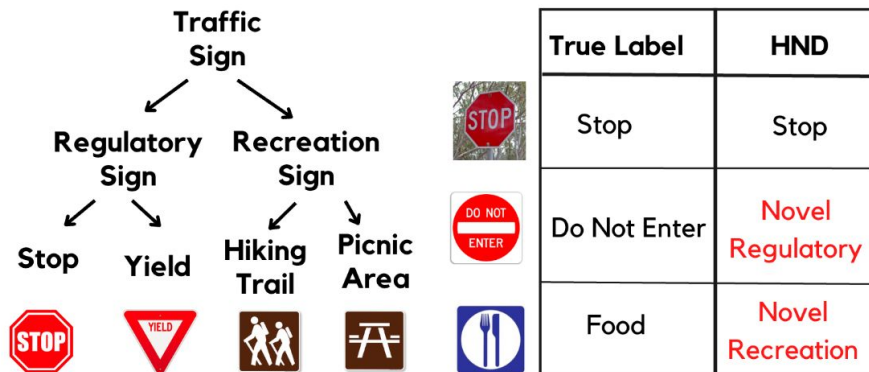 Traffic
Sign
Regulatory
Sign
Recreation
Sign
Stop
Yield
Hiking
Trail
Picnic
Area
STOP
YIELD
True Label
HND
STOP
Stop
Stop
DO NOT
ENTER
Do Not Enter
Novel
Regulatory
Food
Novel
Recreation